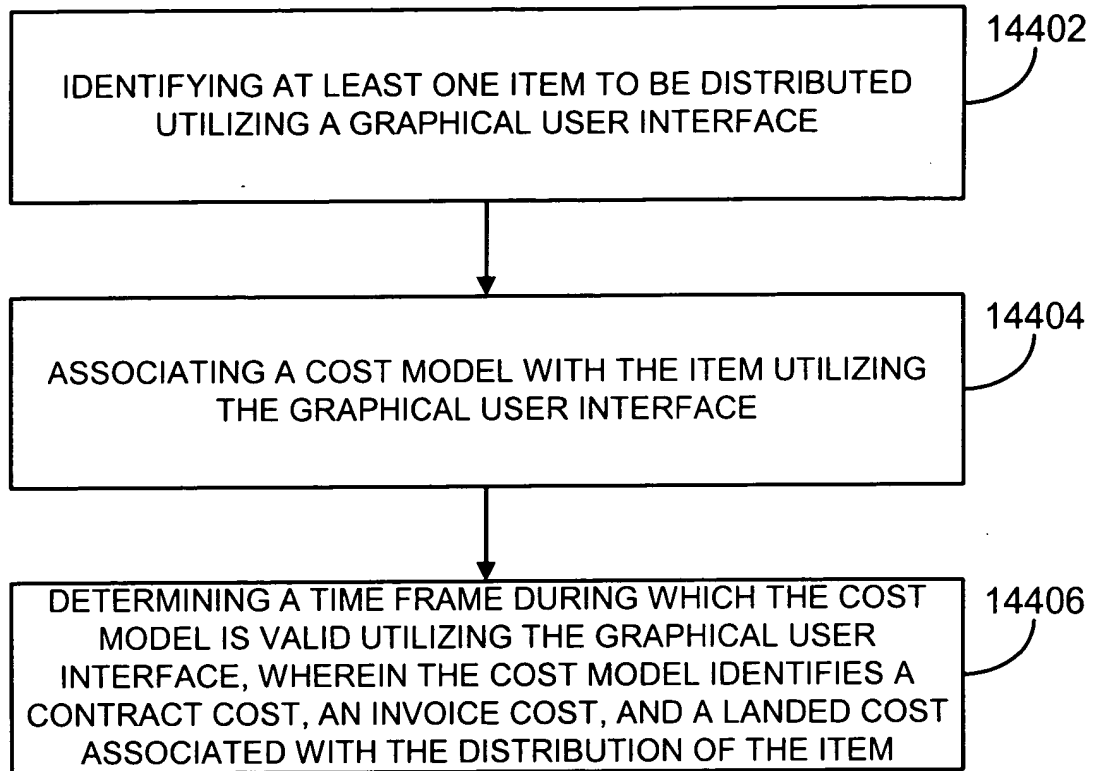 14402
IDENTIFYING AT LEAST ONE ITEM TO BE DISTRIBUTED
UTILIZING A GRAPHICAL USER INTERFACE
14404
ASSOCIATING A COST MODEL WITH THE ITEM UTILIZING
THE GRAPHICAL USER INTERFACE
14406
DETERMINING A TIME FRAME DURING WHICH THE COST
MODEL IS VALID UTILIZING THE GRAPHICAL USER
INTERFACE, WHEREIN THE COST MODEL IDENTIFIES A
CONTRACT COST, AN INVOICE COST, AND A LANDED COST
ASSOCIATED WITH THE DISTRIBUTION OF THE ITEM